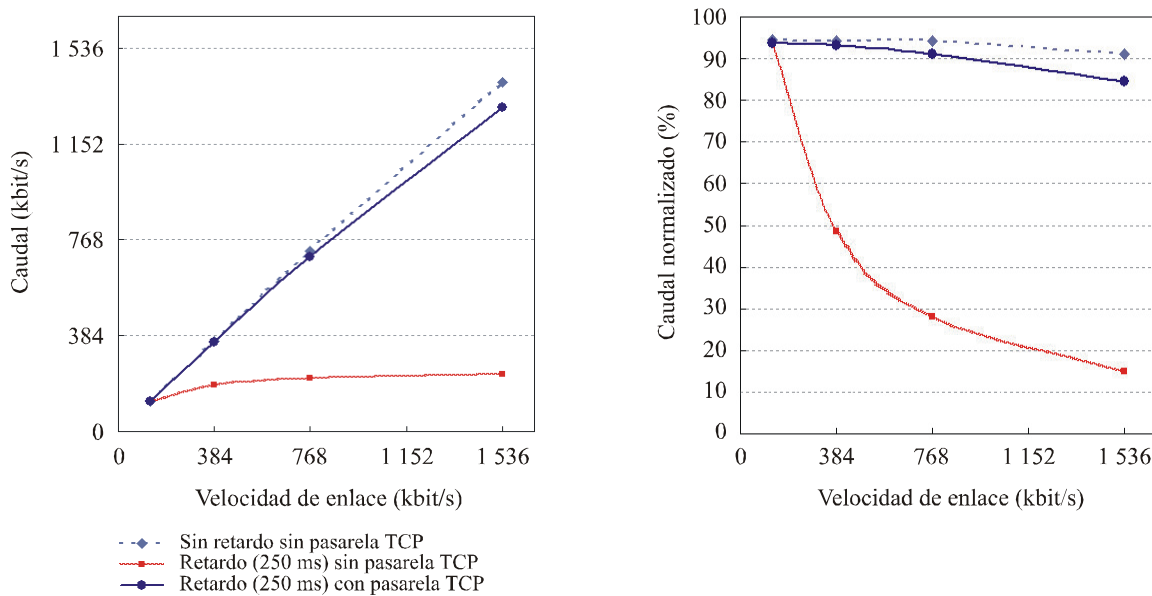 1 536
1 152
768
384
0
Caudal (kbit/s)
0 384 768 1 152 1 536
Velocidad de enlace (kbit/s)
100
90
80
70
60
50
40
30
20
10
0
Caudal normalizado (%)
0 384 768 1 152 1 536
Velocidad de enlace (kbit/s)
Sin retardo sin pasarela TCP
Retardo (250 ms) sin pasarela TCP
Retardo (250 ms) con pasarela TCP